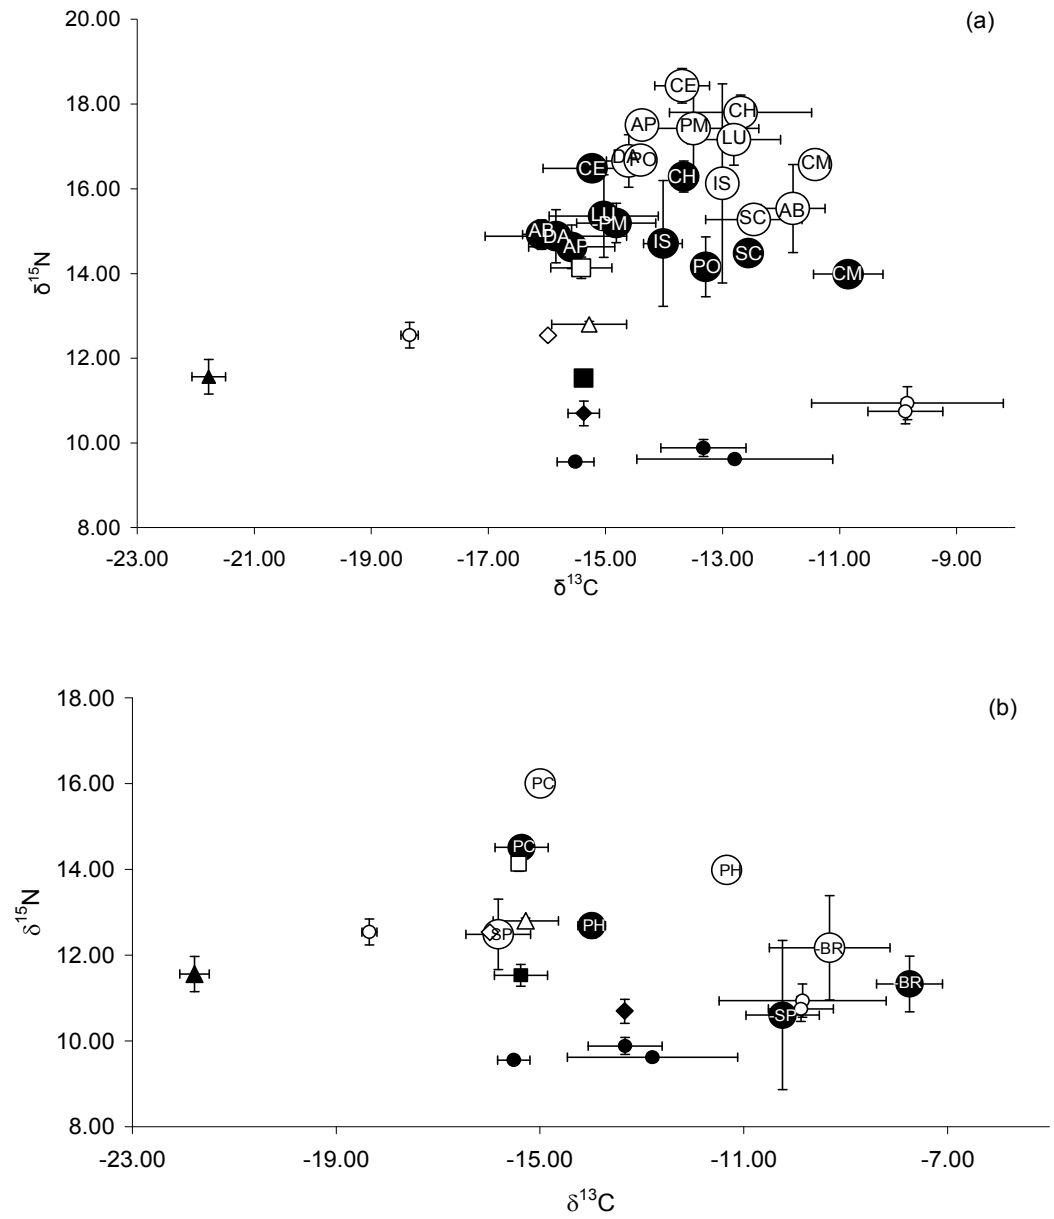 (a)
20.00
18.00
16.00
14.00
12.00
10.00
8.00
δ15N
CE
CH
AP
PM
LU
DA
PO
CM
CE
CH
IS
AB
SC
LU
PM
AB
DA
AP
IS
SC
PO
CM
-23.00 -21.00 -19.00 -17.00 -15.00 -13.00 -11.00 -9.00
δ13C
(b)
18.00
16.00
14.00
12.00
10.00
8.00
δ15N
PC
PC
PH
PH
SP
-BR
-BR
-SP
-23.00 -19.00 -15.00 -11.00 -7.00
δ13C